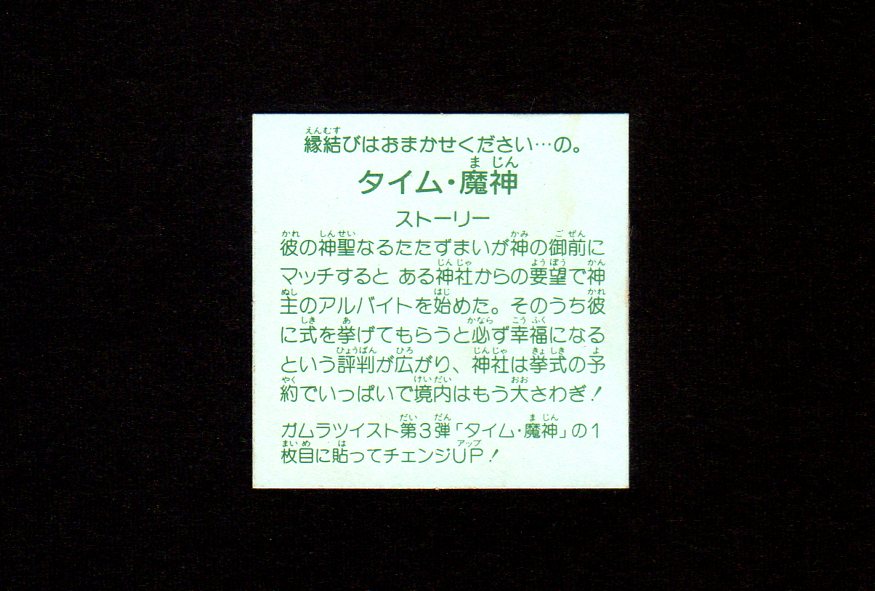 縁結びはおまかせください…の。
タイム・魔神
ストーリー
彼の神聖なるたたずまいが神の御前に
マッチすると ある神社からの要望で神
主のアルバイトを始めた。そのうち彼
に式を挙げてもらうと必ず幸福になる
という評判が広がり、神社は挙式の予
約でいっぱいで境内はもう大さわぎ！
ガムラツイスト第3弾「タイム・魔神」の1
枚目に貼ってチェンジUP！